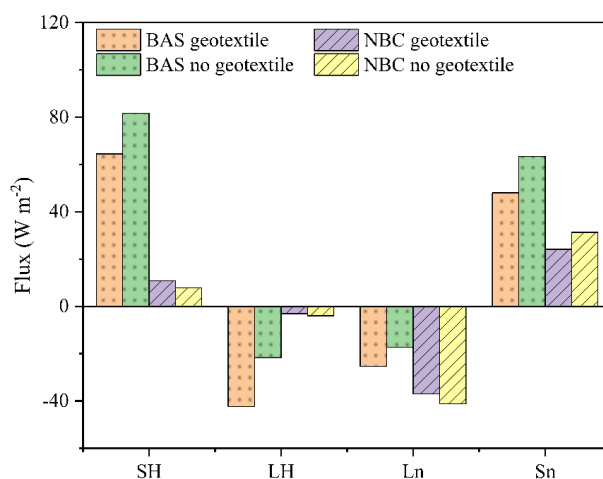 120
80
40
0
-40
Flux (W m⁻²)
BAS geotextile
BAS no geotextile
NBC geotextile
NBC no geotextile
SH LH Ln Sn